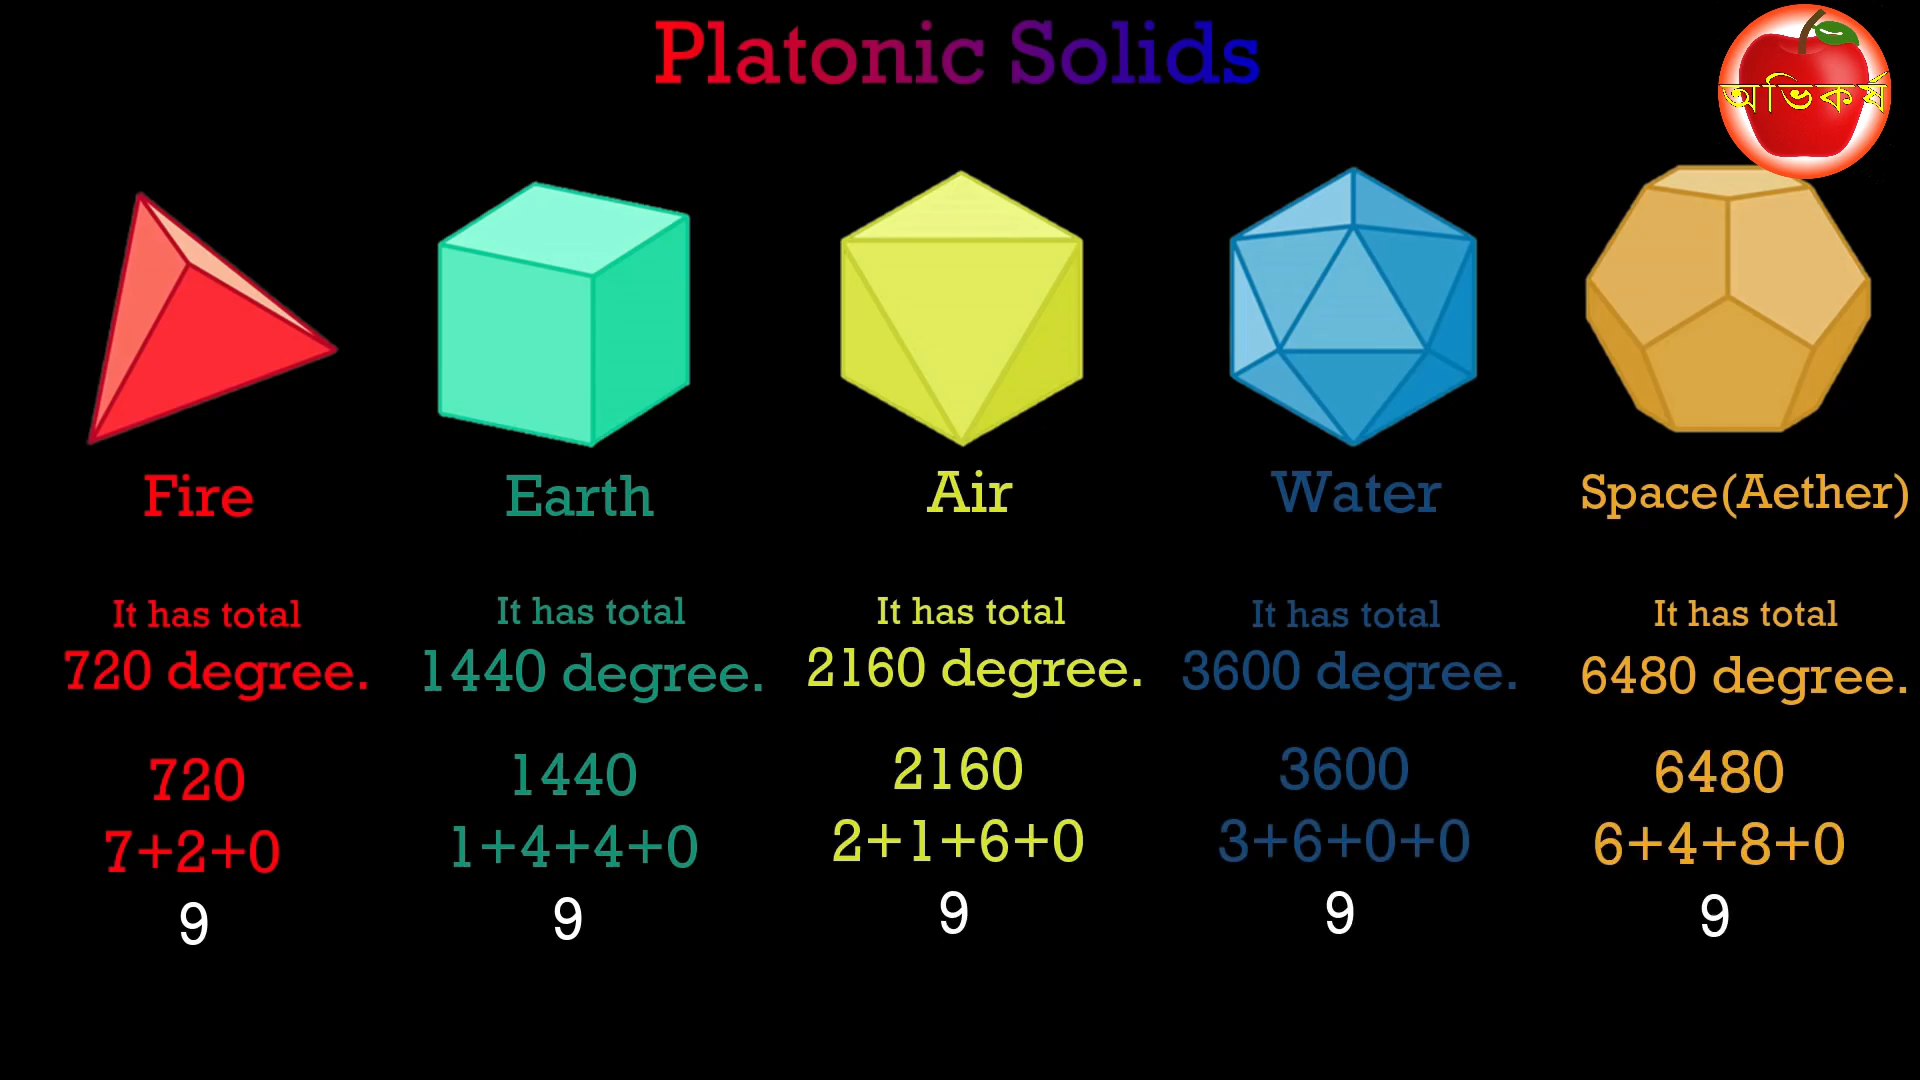 Platonic Solids
অভিকর্ষ
Fire
Earth
Air
Water
Space(Aether)
It has total
720 degree.
It has total
1440 degree.
It has total
2160 degree.
It has total
3600 degree.
It has total
6480 degree.
720
7+2+0
9
1440
1+4+4+0
9
2160
2+1+6+0
9
3600
3+6+0+0
9
6480
6+4+8+0
9